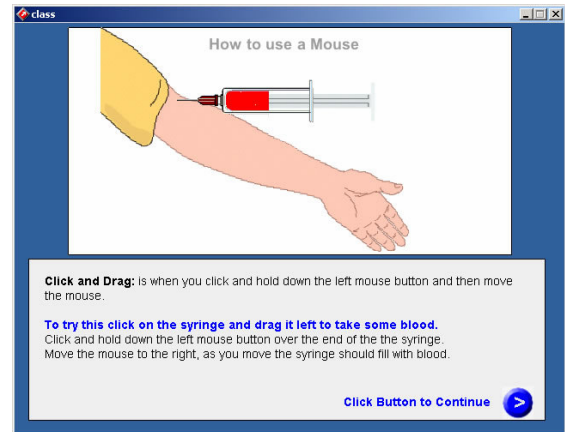 class
How to use a Mouse
Click and Drag: is when you click and hold down the left mouse button and then move
the mouse.
To try this click on the syringe and drag it left to take some blood.
Click and hold down the left mouse button over the end of the the syringe.
Move the mouse to the right, as you move the syringe should fill with blood.
Click Button to Continue
>